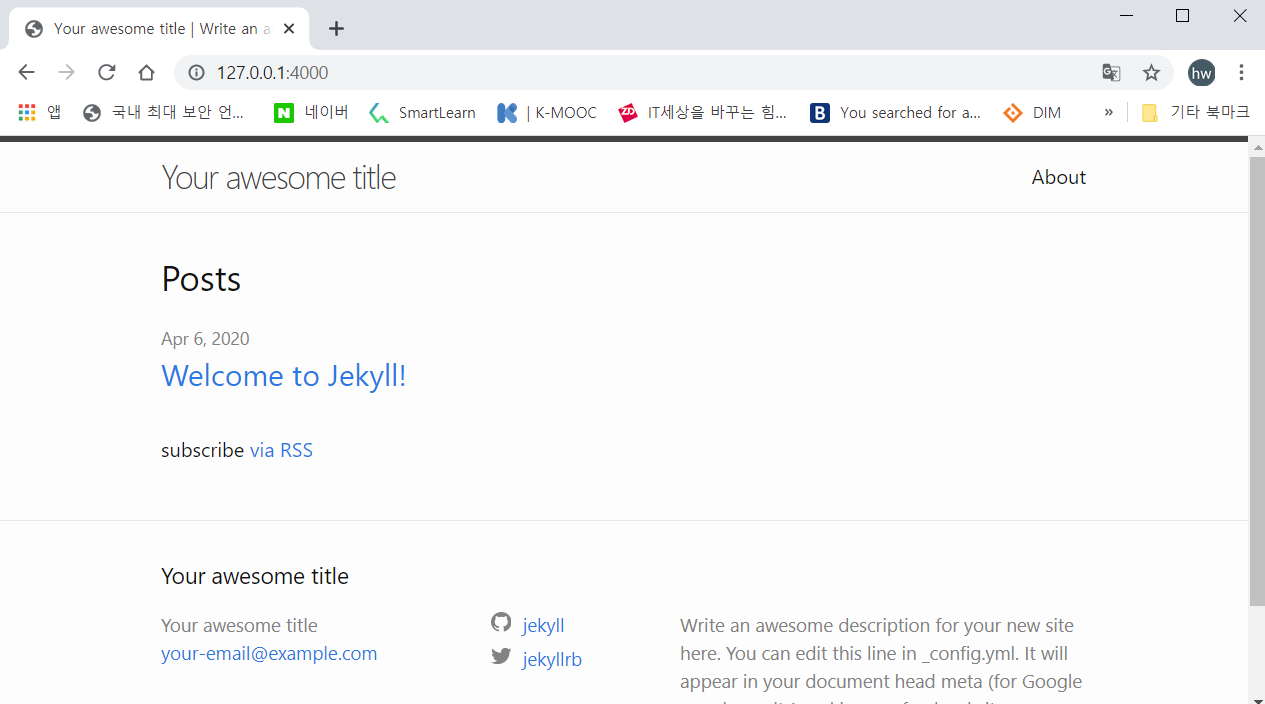 Your awesome title | Write an a
hw
127.0.0.1:4000
앱 국내 최대 보안 언... N 네이버 SmartLearn | K-MOOC ZD IT세상을 바꾸는 힘... B You searched for a... DIM » 기타 북마크
Your awesome title About
Posts
Apr 6, 2020
Welcome to Jekyll!
subscribe via RSS
Your awesome title
Your awesome title
your-email@example.com
jekyll
jekyllrb
Write an awesome description for your new site
here. You can edit this line in _config.yml. It will
appear in your document head meta (for Google